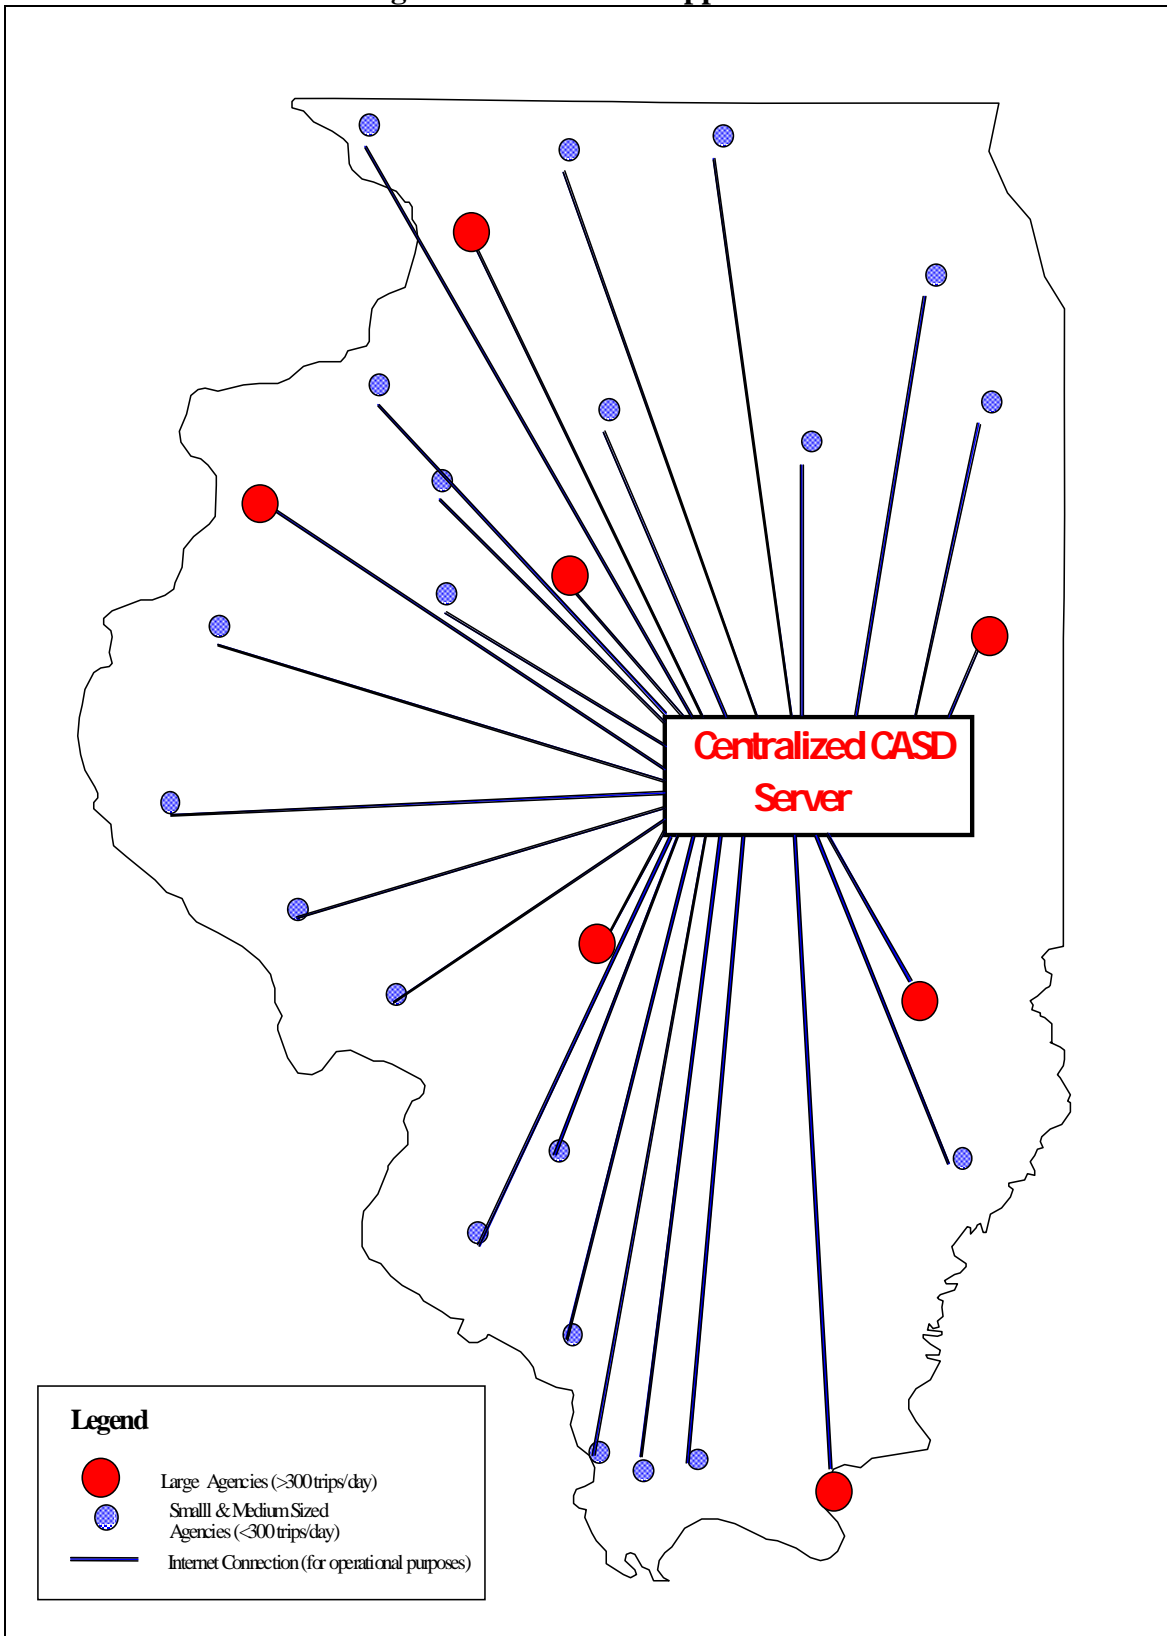 Centralized CASD
Server
Legend
Large Agencies (>300 trips/day)
Smalll & Medium Sized
Agencies (<300 trips/day)
Internet Connection (for operational purposes)